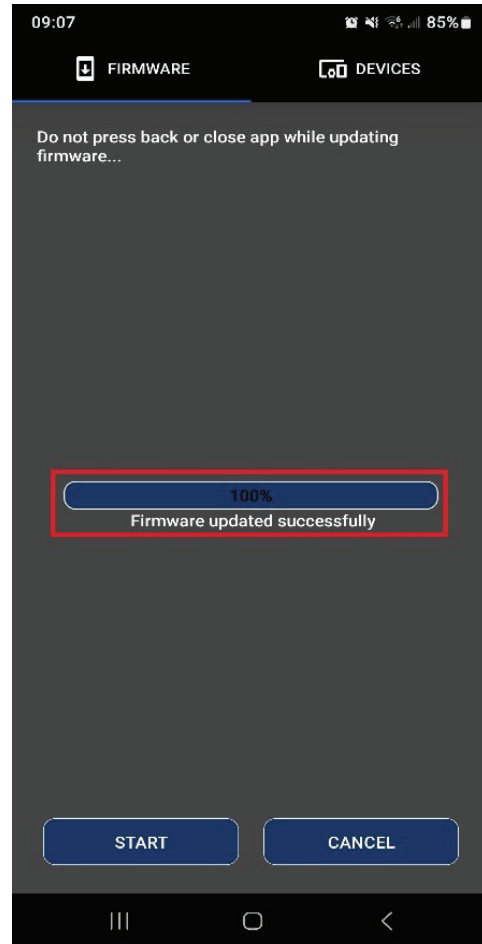 09:07 85%
FIRMWARE DEVICES
Do not press back or close app while updating
firmware...
100%
Firmware updated successfully
START CANCEL